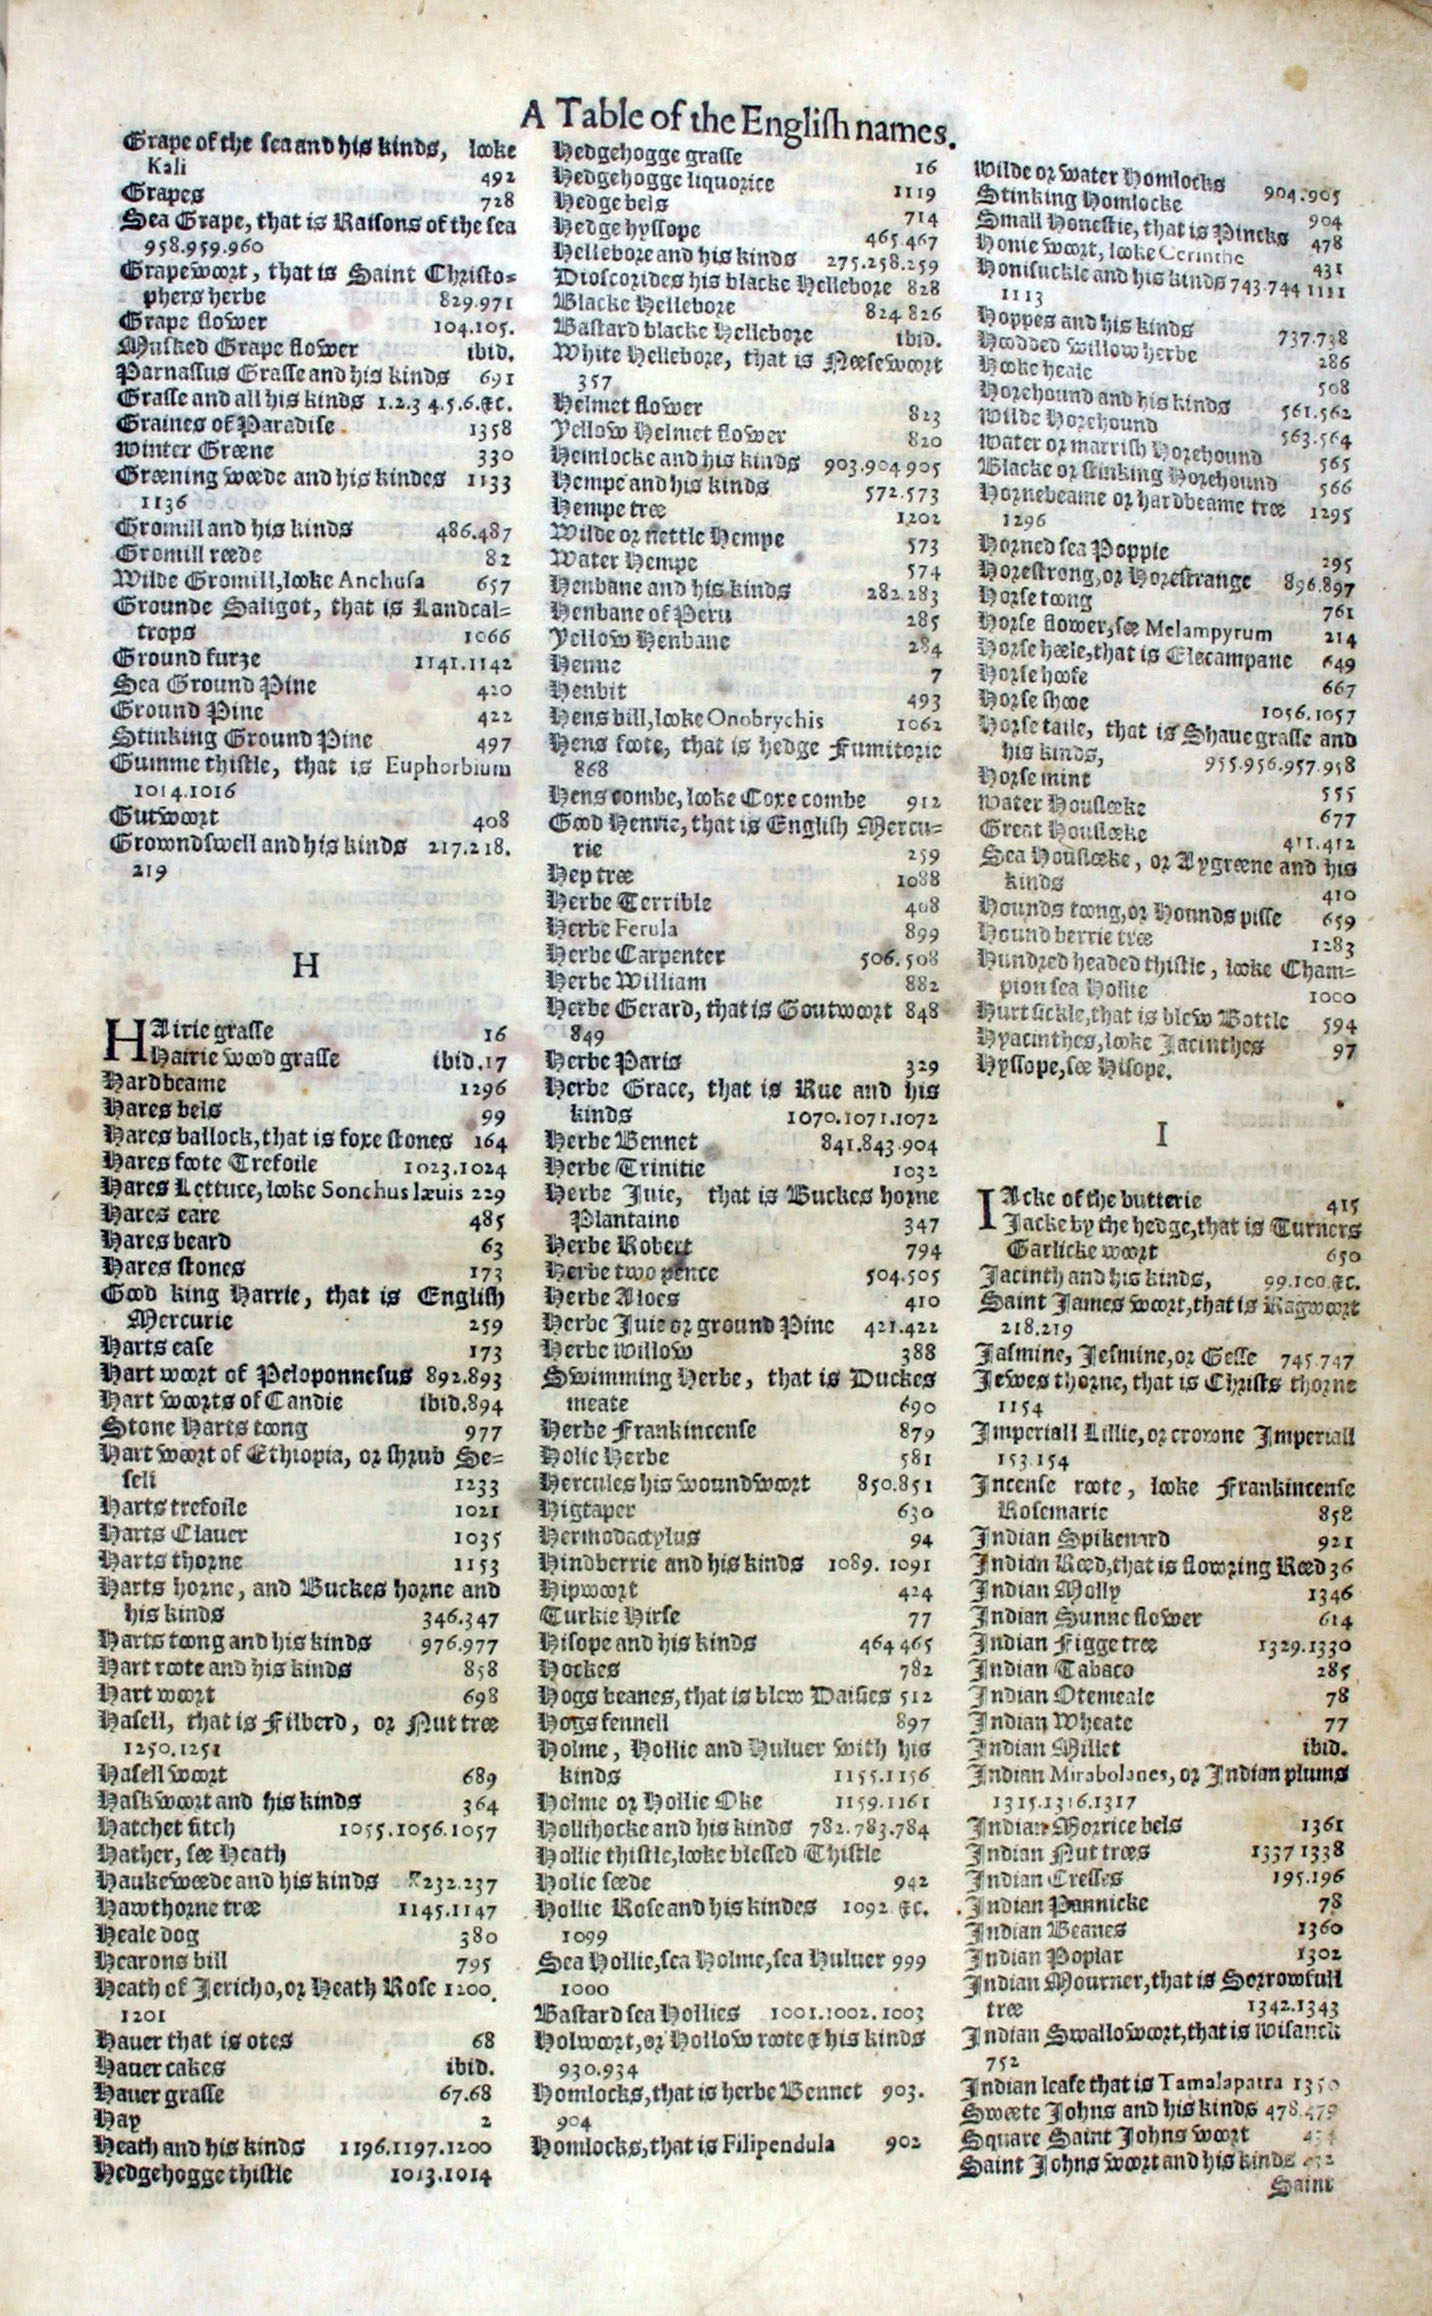 A Table of the Engliſh names.
Grape of the ſea and his kinds, looke
Kali 492
Grapes 728
Sea Grape, that is Raiſons of the ſea
958.959.960
Grapewoort, that is Saint Chriſto-
phers herbe 829.971
Grape flower 104.105.
Muſked Grape flower ibid.
Parnaſſus Graſſe and his kinds 691
Graſſe and all his kinds 1.2.3 4.5.6.&c.
Graines of Paradiſe 1358
Winter Greene 330
Greening weede and his kindes 1133
1136
Gromill and his kinds 486.487
Gromill reede 82
Wilde Gromill, looke Anchuſa 657
Grounde Saligot, that is Landcal-
trops 1066
Ground furze 1141.1142
Sea Ground Pine 420
Ground Pine 422
Stinking Ground Pine 497
Gumme thiſtle, that is Euphorbium
1014.1016
Gutwoort 408
Growndſwell and his kinds 217.218.
219
H
HAirie graſſe 16
Hairie wood graſſe ibid.17
Hardbeame 1296
Hares bels 99
Hares ballock, that is foxe ſtones 164
Hares foote Trefoile 1023.1024
Hares Lettuce, looke Sonchus lævis 229
Hares eare 485
Hares beard 63
Hares ſtones 173
Good king Harrie, that is Engliſh
Mercurie 259
Harts eaſe 173
Hart woort of Peloponneſus 892.893
Hart woorts of Candie ibid.894
Stone Harts toong 977
Hart woort of Ethiopia, or ſhrub Se-
ſeli 1233
Harts trefoile 1021
Harts Clauer 1035
Harts thorne 1153
Harts horne, and Buckes horne and
his kinds 346.347
Harts toong and his kinds 976.977
Hart roote and his kinds 858
Hart woort 698
Haſell, that is Filberd, or Nut tree
1250.1251
Haſell woort 689
Haſkwoort and his kinds 364
Hatchet fitch 1055.1056.1057
Hather, ſee Heath
Haukeweede and his kinds 232.237
Hawthorne tree 1145.1147
Heale dog 380
Hearons bill 795
Heath of Jericho, or Heath Roſe 1200.
1201
Hauer that is otes 68
Hauer cakes ibid.
Hauer graſſe 67.68
Hay 2
Heath and his kinds 1196.1197.1200
Hedgehogge thiſtle 1013.1014
Hedgehogge graſſe 16
Hedgehogge liquorice 1119
Hedge bels 714
Hedge hyſſope 465.467
Hellebore and his kinds 275.258.259
Dioſcorides his blacke Hellebore 828
Blacke Hellebore 824 826
Baſtard blacke Hellebore ibid.
White Hellebore, that is Neeſewoort
357
Helmet flower 823
Yellow Helmet flower 820
Hemlocke and his kinds 903.904 905
Hempe and his kinds 572.573
Hempe tree 1202
Wilde or nettle Hempe 573
Water Hempe 574
Henbane and his kinds 282.283
Henbane of Peru 285
Yellow Henbane 284
Henne 7
Henbit 493
Hens bill, looke Onobrychis 1062
Hens foote, that is hedge Fumitorie
868
Hens combe, looke Coxe combe 912
Good Henrie, that is Engliſh Mercu-
rie 259
Hep tree 1088
Herbe Terrible 408
Herbe Ferula 899
Herbe Carpenter 506.508
Herbe William 882
Herbe Gerard, that is Goutwoort 848
849
Herbe Paris 329
Herbe Grace, that is Rue and his
kinds 1070.1071.1072
Herbe Bennet 841.843.904
Herbe Trinitie 1032
Herbe Iuie, that is Buckes horne
Plantaine 347
Herbe Robert 794
Herbe two pence 504.505
Herbe Aloes 410
Herbe Iuie or ground Pine 421.422
Herbe willow 388
Swimming Herbe, that is Duckes
meate 690
Herbe Frankincenſe 879
Holie Herbe 581
Hercules his woundwoort 850.851
Higtaper 630
Hermodactylus 94
Hindberrie and his kinds 1089. 1091
Hipwoort 424
Turkie Hirſe 77
Hiſope and his kinds 464 465
Hockes 782
Hogs beanes, that is blew Daiſies 512
Hogs fennell 897
Holme, Hollie and Huluer with his
kinds 1155.1156
Holme or Hollie Oke 1159.1161
Hollihocke and his kinds 782.783.784
Hollie thiſtle, looke bleſſed Thiſtle
Holie ſeede 942
Hollie Roſe and his kindes 1092 &c.
1099
Sea Hollie, ſea Holme, ſea Huluer 999
1000
Baſtard ſea Hollies 1001.1002.1003
Holwoort, or Hollow roote & his kinds
930.934
Homlocks, that is herbe Bennet 903.
904
Homlocks, that is Filipendula 902
Wilde or water Homlocks 904.905
Stinking Homlocke 904
Small Honeſtie, that is Pincks 478
Honie woort, looke Cerinthe 431
Honiſuckle and his kinds 743.744 1111
1113
Hoppes and his kinds 737.738
Hooded willow herbe 286
Hooke heale 508
Horehound and his kinds 561.562
Wilde Horehound 563.564
Water or marriſh Horehound 565
Blacke or ſtinking Horehound 566
Hornebeame or hardbeame tree 1295
1296
Horned ſea Poppie 295
Horeſtrong, or Horeſtrange 896.897
Horſe toong 761
Horſe flower, ſee Melampyrum 214
Horſe heele, that is Elecampane 649
Horſe hoofe 667
Horſe ſhooe 1056.1057
Horſe taile, that is Shaue graſſe and
his kinds, 955.956.957.958
Horſe mint 555
Water Houſleeke 677
Great Houſleeke 411.412
Sea Houſleeke, or Aygreene and his
kinds 410
Hounds toong, or Hounds piſſe 659
Hound berrie tree 1283
Hundred headed thiſtle, looke Cham-
pion ſea Hollie 1000
Hurt ſickle, that is blew Bottle 594
Hyacinthes, looke Jacinthes 97
Hyſſope, ſee Hiſope.
I
IAcke of the butterie 415
Jacke by the hedge, that is Turners
Garlicke woort 650
Jacinth and his kinds, 99.100.&c.
Saint James woort, that is Ragwoort
218.219
Jaſmine, Jeſmine, or Geſſe 745.747
Jewes thorne, that is Chriſts thorne
1154
Imperiall Lillie, or crowne Imperiall
153.154
Incenſe roote, looke Frankincenſe
Roſemarie 858
Indian Spikenard 921
Indian Reed, that is flowring Reed 36
Indian Molly 1346
Indian Sunne flower 614
Indian Figge tree 1329.1330
Indian Tabaco 285
Indian Otemeale 78
Indian Wheate 77
Indian Millet ibid.
Indian Mirabolanes, or Indian plums
1315.1316.1317
Indian Morrice bels 1361
Indian Nut trees 1337 1338
Indian Creſſes 195.196
Indian Pannicke 78
Indian Beanes 1360
Indian Poplar 1302
Indian Mourner, that is Sorrowfull
tree 1342.1343
Indian Swallowoort, that is Wiſanck
752
Indian leafe that is Tamalapatra 1350
Sweete Johns and his kinds 478.479
Square Saint Johns woort
Saint Johns woort and his kinds
Saint